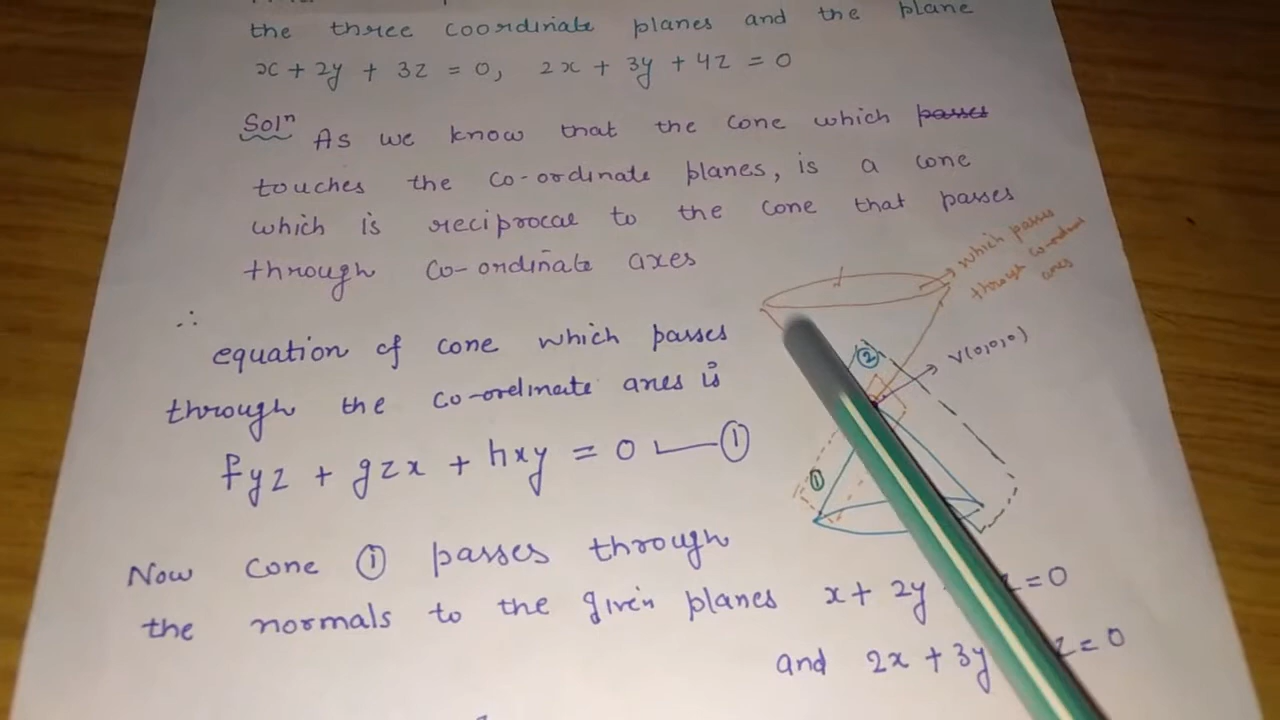 the three coordinate planes and the plane
x + 2y + 3z = 0, 2x + 3y + 4z = 0
Solⁿ As we know that the cone which passes
touches the co-ordinate planes, is a cone
which is reciprocal to the cone that passes
through co-ordinate axes
∴
equation of cone which passes
through the co-ordinate axes is
fyz + gzx + hxy = 0 — ①
Now cone ① passes through
the normals to the given planes x + 2y z = 0
and 2x + 3y z = 0
which passes
through co-ordinate
axes
②
V(0,0,0)
①